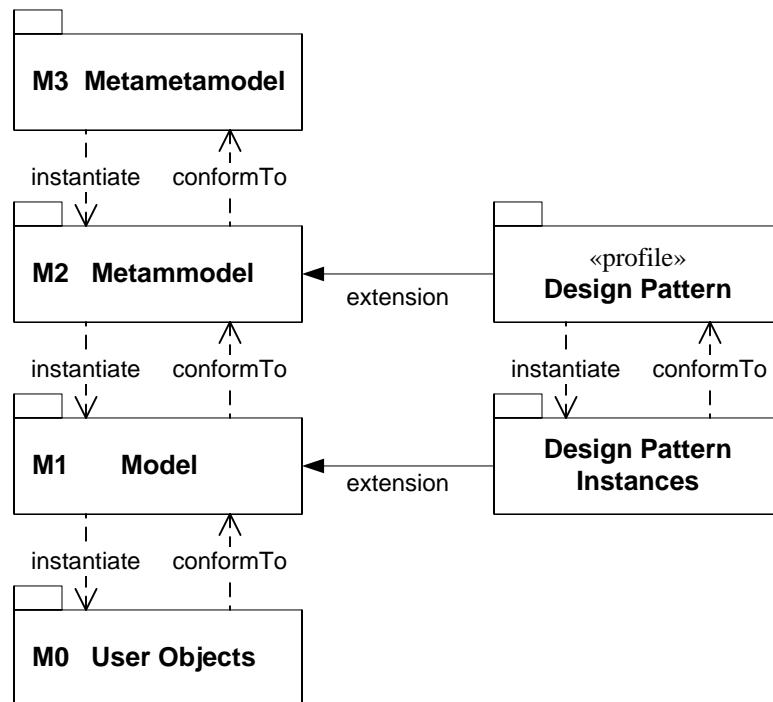 M3 Metametamodel
instantiate conformTo
M2 Metammodel
«profile»
Design Pattern
extension
instantiate conformTo
instantiate conformTo
M1 Model
Design Pattern
Instances
extension
instantiate conformTo
M0 User Objects